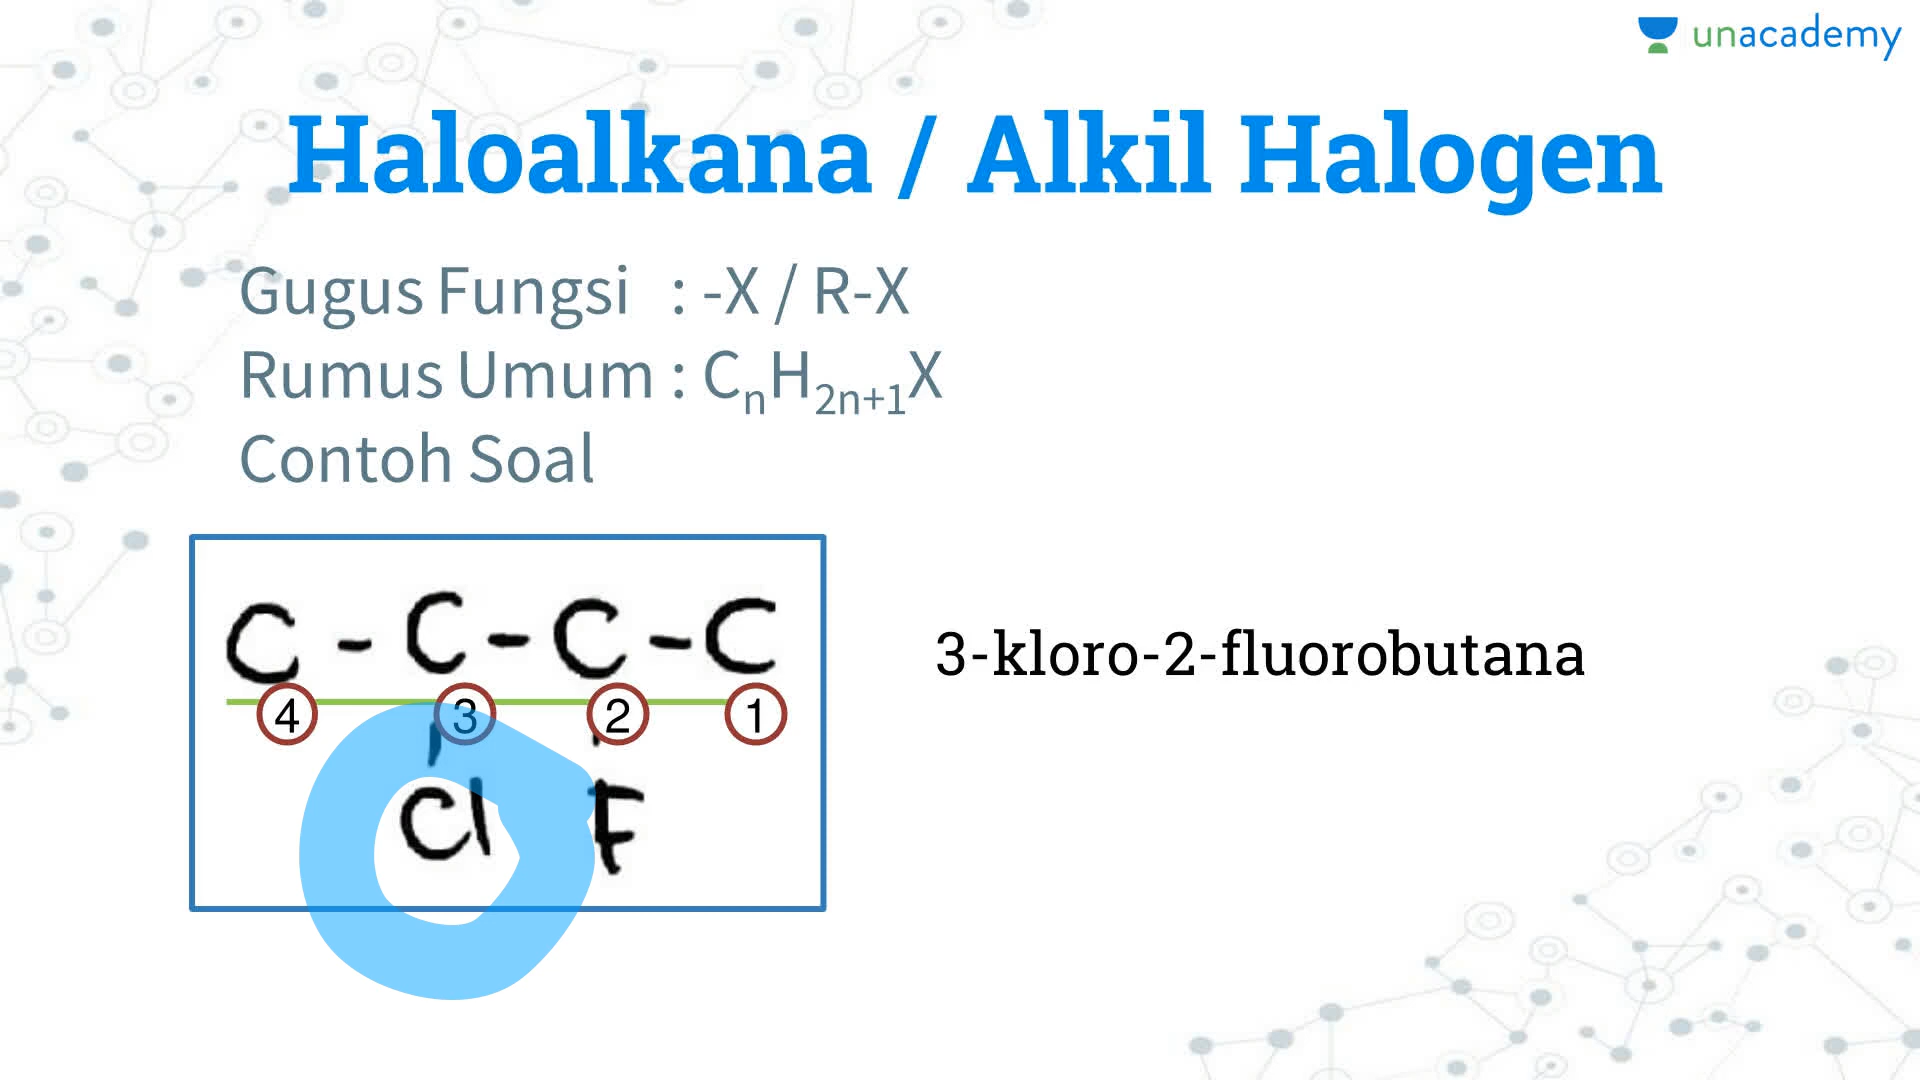 unacademy
Haloalkana / Alkil Halogen
Gugus Fungsi : -X / R-X
Rumus Umum : CnH2n+1X
Contoh Soal
C - C - C - C
4 3 2 1
Cl F
3-kloro-2-fluorobutana